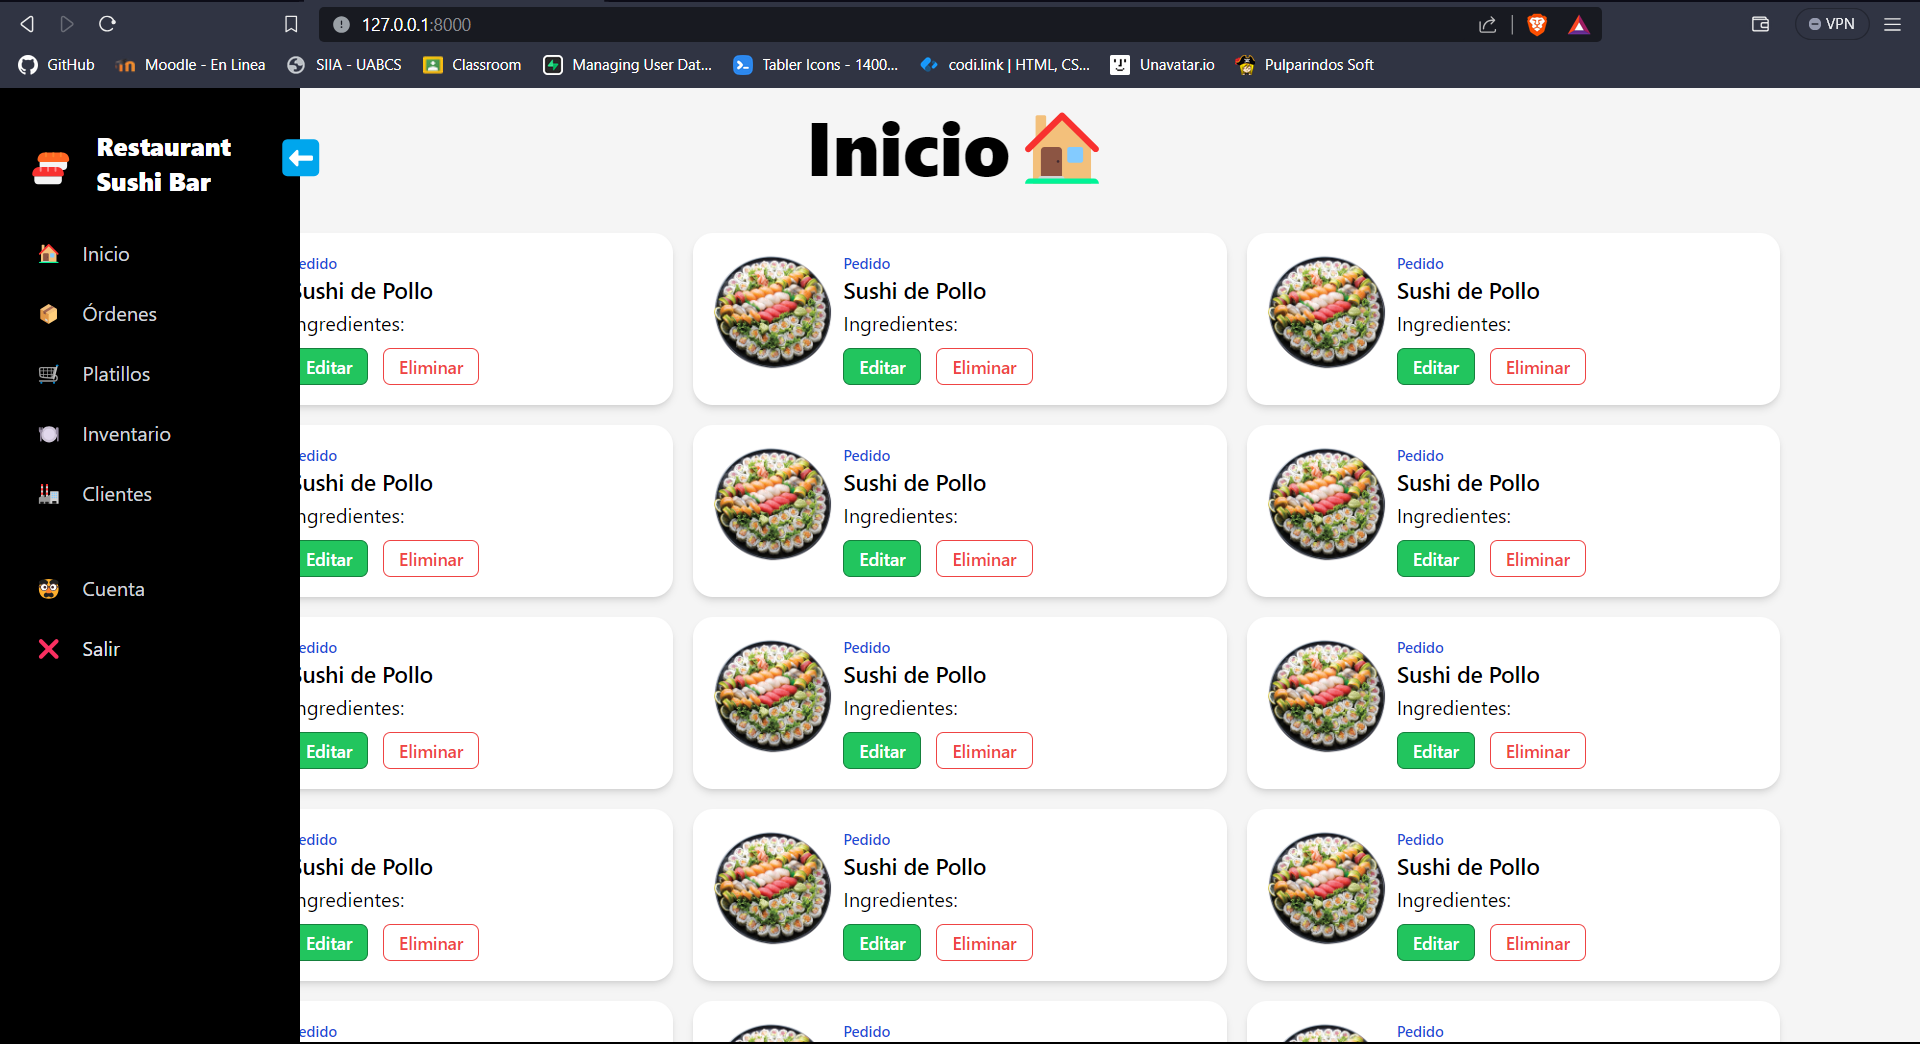 127.0.0.1:8000
VPN
GitHub
Moodle - En Linea
SIIA - UABCS
Classroom
Managing User Dat...
Tabler Icons - 1400...
codi.link | HTML, CS...
Unavatar.io
Pulparindos Soft
Restaurant
Sushi Bar
Inicio
Órdenes
Platillos
Inventario
Clientes
Cuenta
Salir
Inicio
edido
Sushi de Pollo
ngredientes:
Editar
Eliminar
Pedido
Sushi de Pollo
Ingredientes:
Editar
Eliminar
Pedido
Sushi de Pollo
Ingredientes:
Editar
Eliminar
edido
Sushi de Pollo
ngredientes:
Editar
Eliminar
Pedido
Sushi de Pollo
Ingredientes:
Editar
Eliminar
Pedido
Sushi de Pollo
Ingredientes:
Editar
Eliminar
edido
Sushi de Pollo
ngredientes:
Editar
Eliminar
Pedido
Sushi de Pollo
Ingredientes:
Editar
Eliminar
Pedido
Sushi de Pollo
Ingredientes:
Editar
Eliminar
edido
Sushi de Pollo
ngredientes:
Editar
Eliminar
Pedido
Sushi de Pollo
Ingredientes:
Editar
Eliminar
Pedido
Sushi de Pollo
Ingredientes:
Editar
Eliminar
edido
Pedido
Pedido